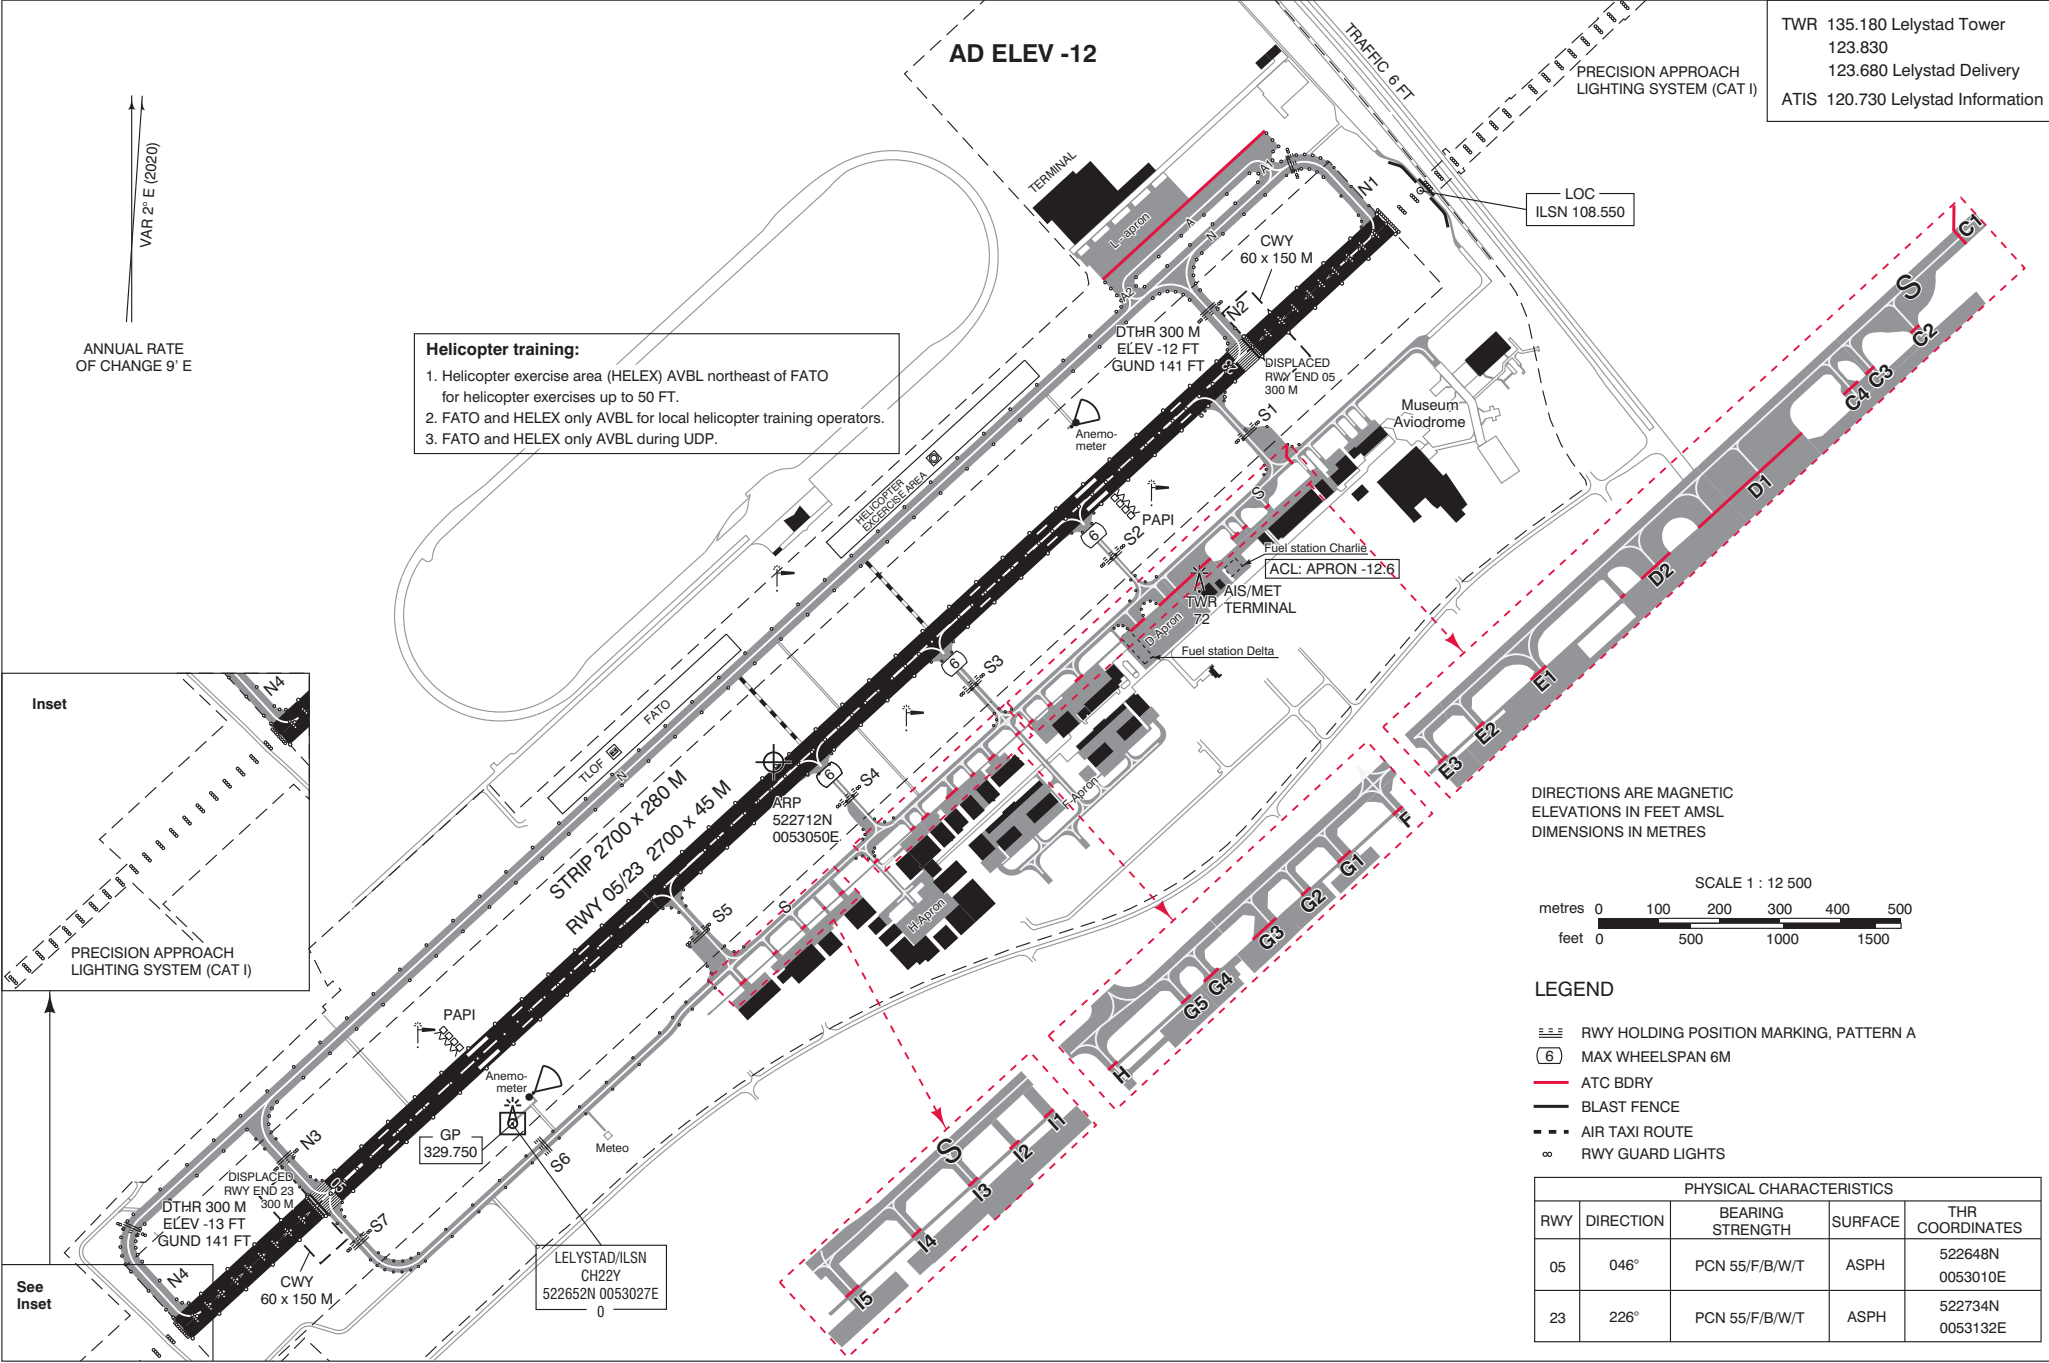 AD ELEV -12
TRAFFIC 6 FT
PRECISION APPROACH
LIGHTING SYSTEM (CAT I)
TWR 135.180 Lelystad Tower
123.830
123.680 Lelystad Delivery
ATIS 120.730 Lelystad Information
VAR 2° E (2020)
ANNUAL RATE
OF CHANGE 9' E
TERMINAL
L - apron
A1
A
N
A2
N1
LOC
ILSN 108.550
CWY
60 x 150 M
N2
DTHR 300 M
ELEV -12 FT
GUND 141 FT
23
DISPLACED
RWY END 05
300 M
Helicopter training:
1. Helicopter exercise area (HELEX) AVBL northeast of FATO
for helicopter exercises up to 50 FT.
2. FATO and HELEX only AVBL for local helicopter training operators.
3. FATO and HELEX only AVBL during UDP.
HELICOPTER
EXCERCISE AREA
Anemo-
meter
S1
Museum
Aviodrome
PAPI
S
6
S2
Fuel station Charlie
ACL: APRON -12.6
AIS/MET
TERMINAL
TWR
72
D-Apron
Fuel station Delta
6
S3
FATO
TLOF
N
6
S4
ARP
522712N
0053050E
F-Apron
H-Apron
STRIP 2700 x 280 M
RWY 05/23 2700 x 45 M
S5
S
Inset
N4
PRECISION APPROACH
LIGHTING SYSTEM (CAT I)
PAPI
Anemo-
meter
GP
329.750
Meteo
S6
N3
05
DISPLACED
RWY END 23
300 M
DTHR 300 M
ELEV -13 FT
GUND 141 FT
S7
N4
CWY
60 x 150 M
See
Inset
LELYSTAD/ILSN
CH22Y
522652N 0053027E
0
C1
S
C2
C3
C4
D1
D2
E1
E2
E3
F
G1
G2
G3
G4
G5
H
S
I1
I2
I3
I4
I5
DIRECTIONS ARE MAGNETIC
ELEVATIONS IN FEET AMSL
DIMENSIONS IN METRES
SCALE 1 : 12 500
metres 0 100 200 300 400 500
feet 0 500 1000 1500
LEGEND
RWY HOLDING POSITION MARKING, PATTERN A
6 MAX WHEELSPAN 6M
ATC BDRY
BLAST FENCE
AIR TAXI ROUTE
RWY GUARD LIGHTS
PHYSICAL CHARACTERISTICS
RWY DIRECTION BEARING STRENGTH SURFACE THR COORDINATES
05 046° PCN 55/F/B/W/T ASPH 522648N 0053010E
23 226° PCN 55/F/B/W/T ASPH 522734N 0053132E